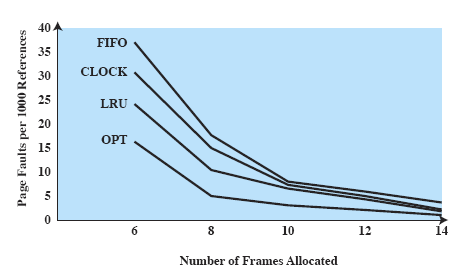 Page Faults per 1000 References
40
35
30
25
20
15
10
5
0
FIFO
CLOCK
LRU
OPT
6 8 10 12 14
Number of Frames Allocated